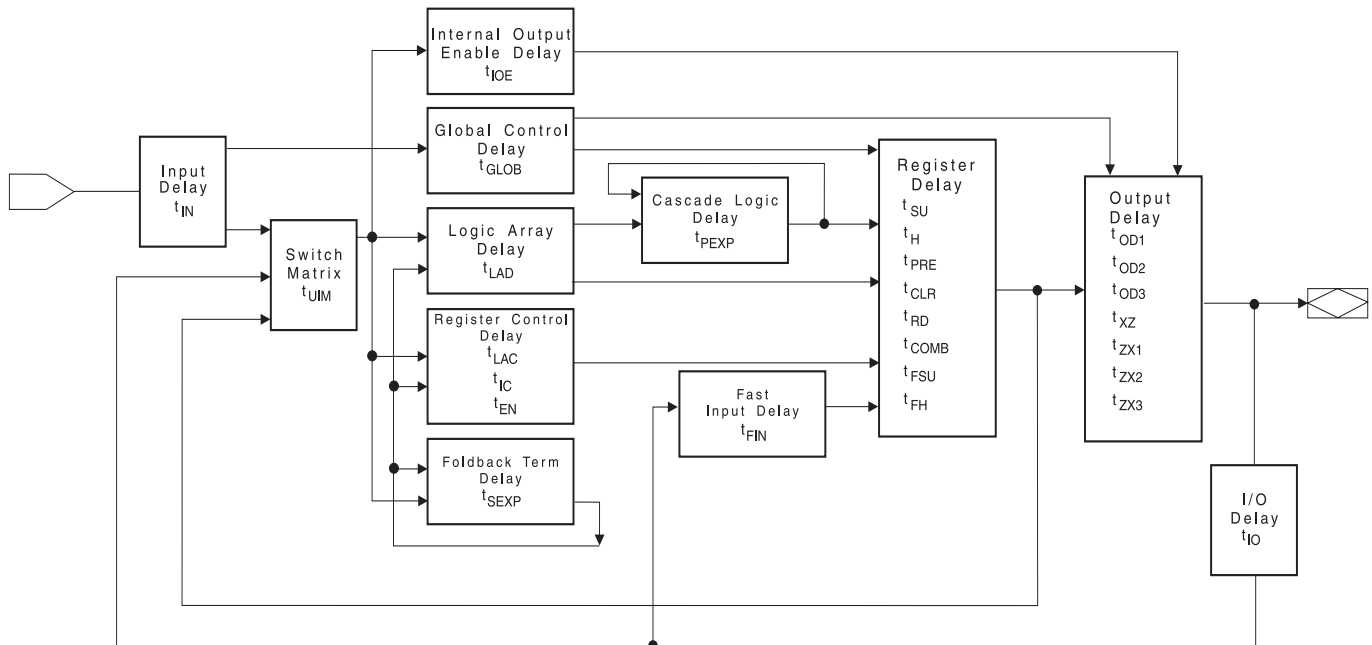 Input
Delay
tIN
Switch
Matrix
tUIM
Internal Output
Enable Delay
tIOE
Global Control
Delay
tGLOB
Logic Array
Delay
tLAD
Register Control
Delay
tLAC
tIC
tEN
Foldback Term
Delay
tSEXP
Cascade Logic
Delay
tPEXP
Fast
Input Delay
tFIN
Register
Delay
tSU
tH
tPRE
tCLR
tRD
tCOMB
tFSU
tFH
Output
Delay
tOD1
tOD2
tOD3
tXZ
tZX1
tZX2
tZX3
I/O
Delay
tIO